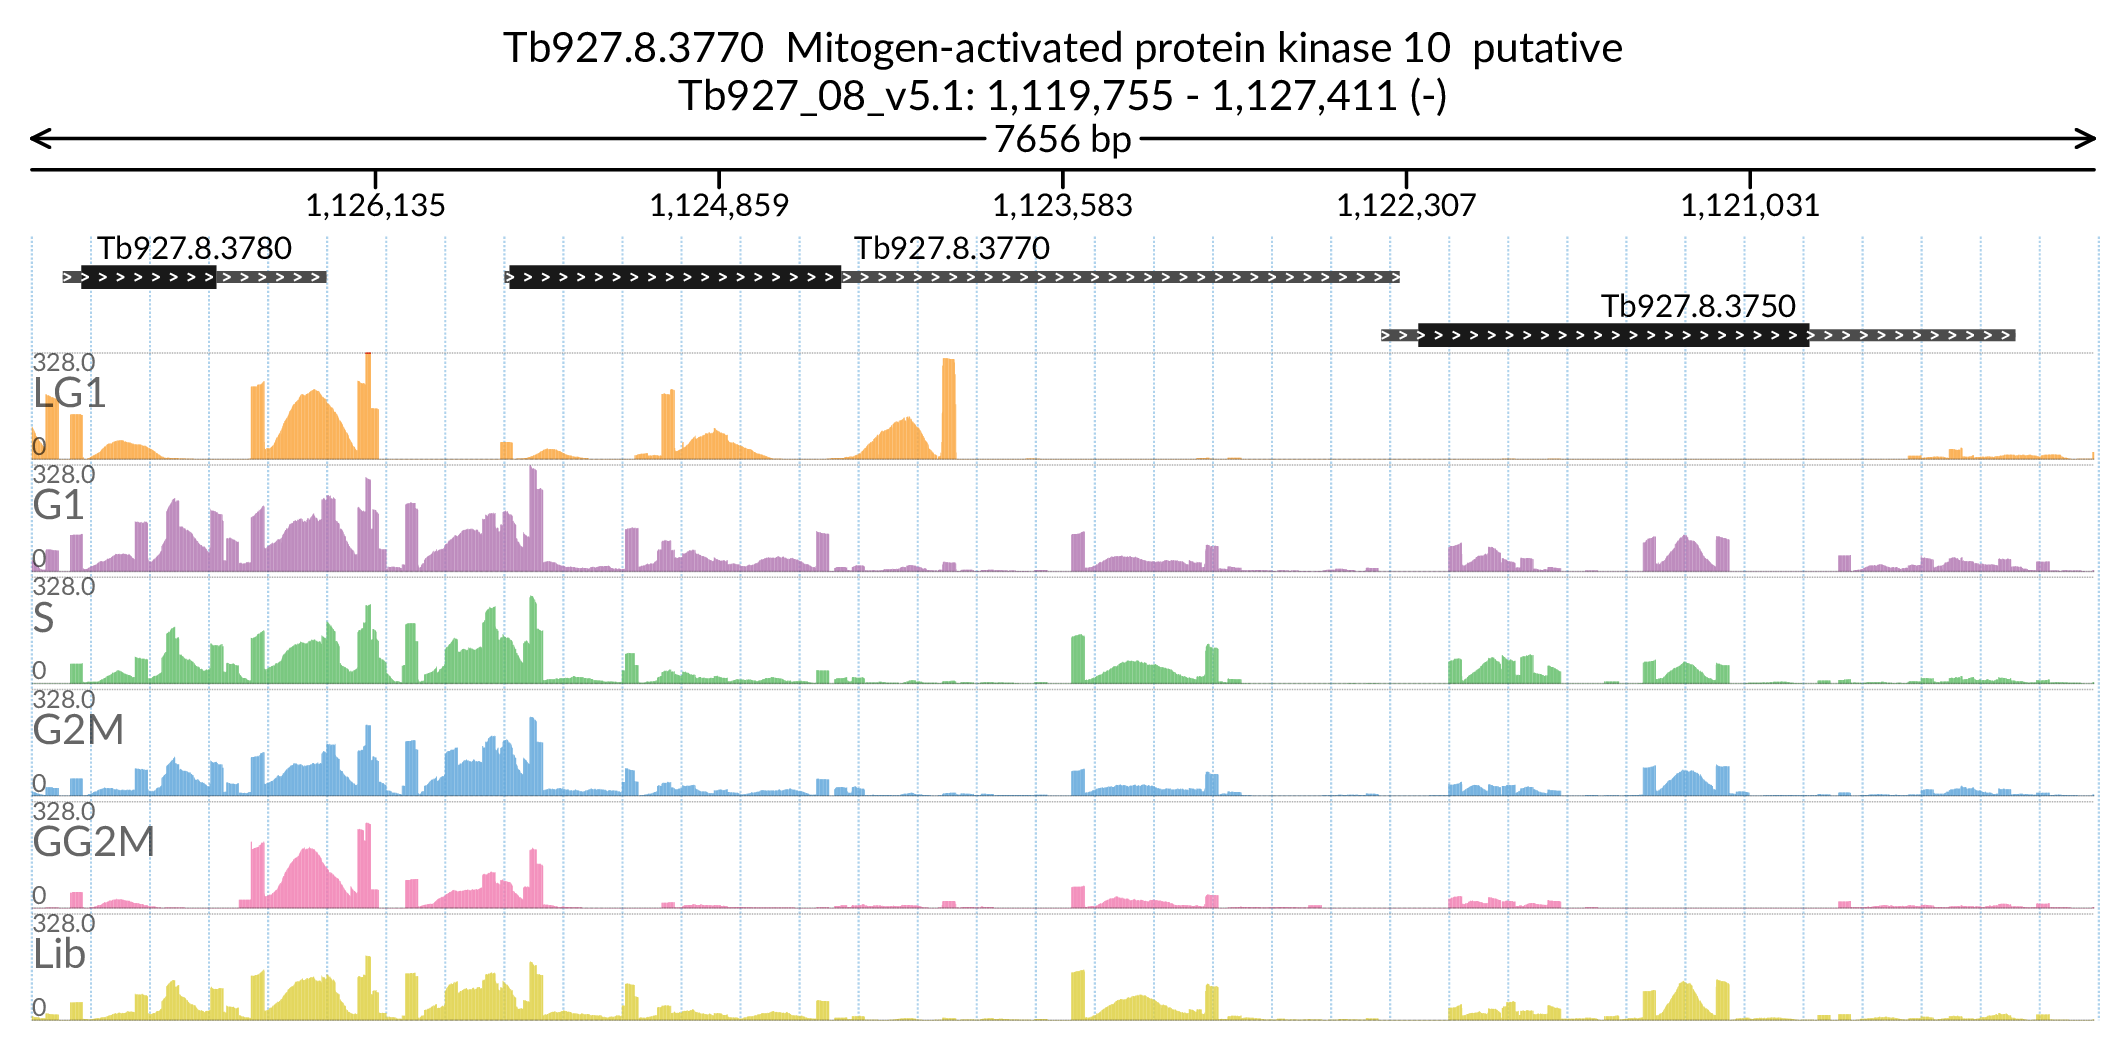 Tb927.8.3770  Mitogen-activated protein kinase 10  putative
Tb927_08_v5.1: 1,119,755 - 1,127,411 (-)
7656 bp
1,126,135 1,124,859 1,123,583 1,122,307 1,121,031
Tb927.8.3780 Tb927.8.3770
Tb927.8.3750
328.0
LG1
0
328.0
G1
0
328.0
S
0
328.0
G2M
0
328.0
GG2M
0
328.0
Lib
0